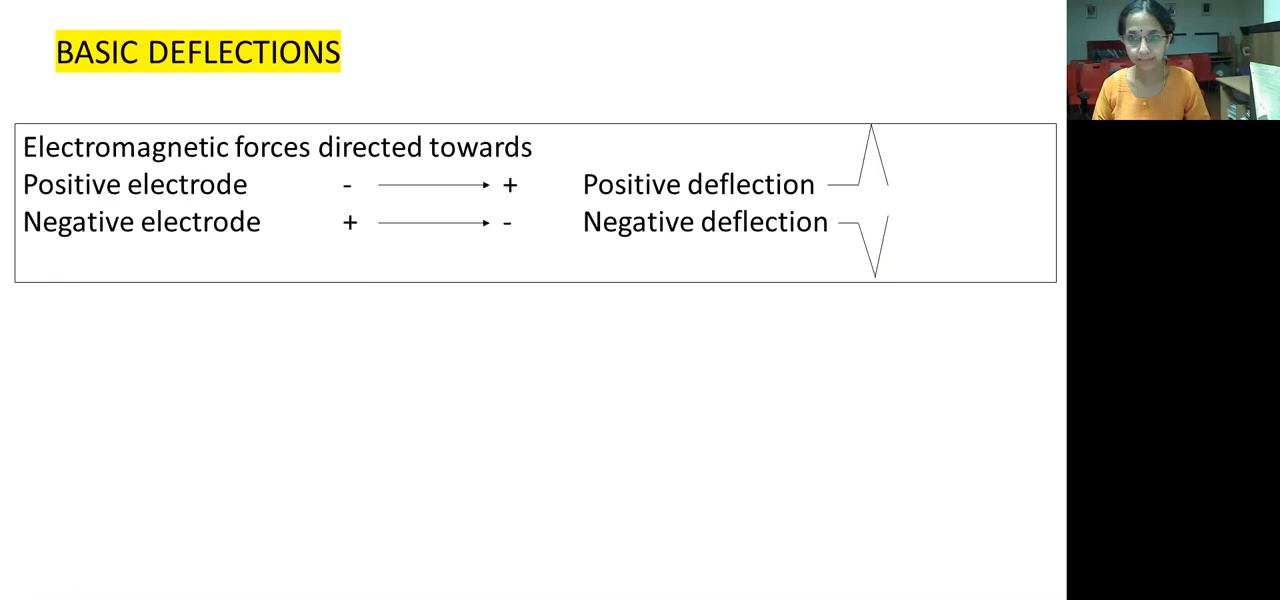 BASIC DEFLECTIONS
Electromagnetic forces directed towards
Positive electrode - + Positive deflection
Negative electrode + - Negative deflection